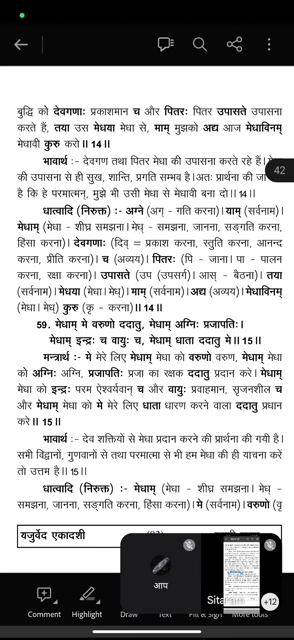 42
बुद्धि को देवगणाः प्रकाशमान च और पितरः पितर उपासते उपासना
करते हैं, तया उस मेधया मेधा से, माम् मुझको अद्य आज मेधाविनम्
मेधावी कुरु करो॥ 14॥
भावार्थ :- देवगण तथा पितर मेधा की उपासना करते रहे हैं।
की उपासना से ही सुख, शान्ति, प्रगति सम्भव है।अतः प्रार्थना की जा
है कि हे परमात्मन्, मुझे भी उसी मेधा से मेधावी बना दो॥14॥
धात्वादि (निरुक्त) :- अग्ने (अग् - गति करना)। याम् (सर्वनाम)।
मेधाम् (मेधा - शीघ्र समझना। मेध् - समझना, जानना, सङ्गति करना,
हिंसा करना)। देवगणाः (दिव् = प्रकाश करना, स्तुति करना, आनन्द
करना, प्रीति करना)। च (अव्यय)। पितरः (पि - जाना। पा - पालन
करना, रक्षा करना)। उपासते (उप (उपसर्ग)। आस् - बैठना)। तया
(सर्वनाम)। मेधया (मेधा। मेध्)। माम् (सर्वनाम)। अद्य (अव्यय)। मेधाविनम्
(मेधा। मेध्) कुरु (कृ - करना)॥ 14॥
59. मेधाम् मे वरुणो ददातु, मेधाम् अग्निः प्रजापतिः।
मेधाम् इन्द्रः च वायुः च, मेधाम् धाता ददातु मे॥ 15॥
मन्त्रार्थ :- मे मेरे लिए मेधाम् मेधा को वरुणो वरुण, मेधाम् मेधा
को अग्निः अग्नि, प्रजापतिः प्रजा का रक्षक ददातु प्रदान करे। मेधाम्
मेधा को इन्द्रः परम ऐश्वर्यवान् च और वायुः प्रवाहमान, सृजनशील च
और मेधाम् मेधा को मे मेरे लिए धाता धारण करने वाला ददातु प्रधान
करे॥ 15॥
भावार्थ :- देव शक्तियों से मेधा प्रदान करने की प्रार्थना की गयी है।
सभी विद्वानों, गुणवानों से तथा परमात्मा से भी हम मेधा की ही याचना करें
तो उत्तम है॥15॥
धात्वादि (निरुक्त) :- मेधाम् (मेधा - शीघ्र समझना। मेध् -
समझना, जानना, सङ्गति करना, हिंसा करना)। मे (सर्वनाम)। वरुणो (वृ
यजुर्वेद एकादशी
आप
+12
Comment Highlight Draw Text Fill & Sign More tools